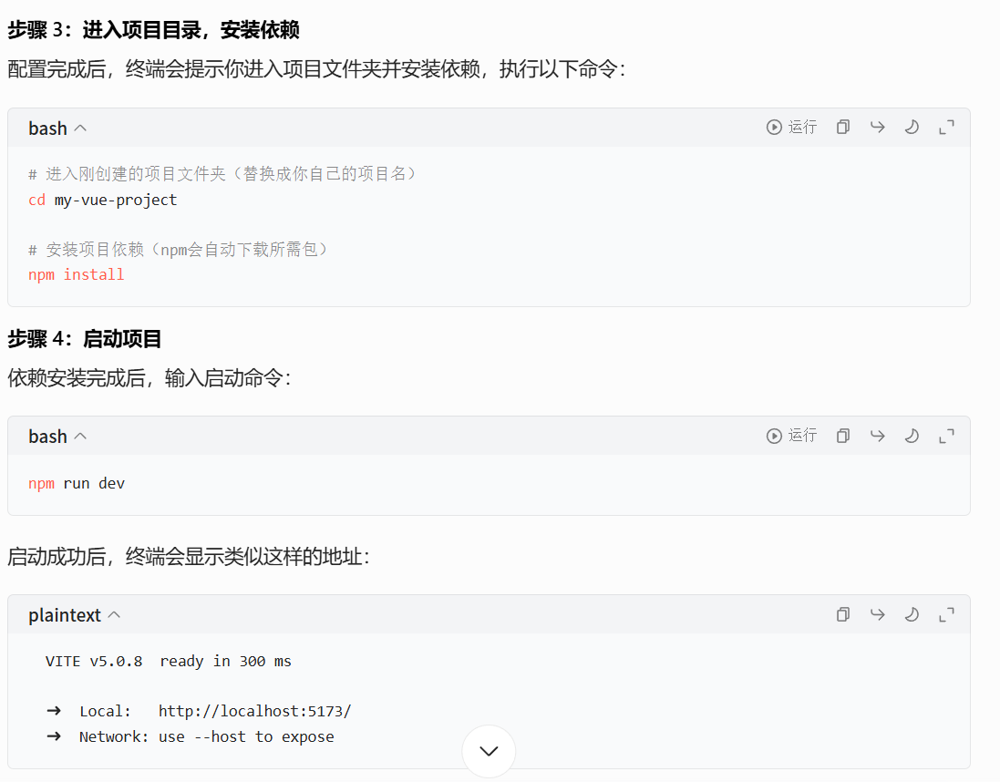 步骤 3：进入项目目录，安装依赖
配置完成后，终端会提示你进入项目文件夹并安装依赖，执行以下命令：
bash 运行
# 进入刚创建的项目文件夹（替换成你自己的项目名）
cd my-vue-project
# 安装项目依赖（npm会自动下载所需包）
npm install
步骤 4：启动项目
依赖安装完成后，输入启动命令：
bash 运行
npm run dev
启动成功后，终端会显示类似这样的地址：
plaintext
VITE v5.0.8  ready in 300 ms
➜  Local:   http://localhost:5173/
➜  Network: use --host to expose